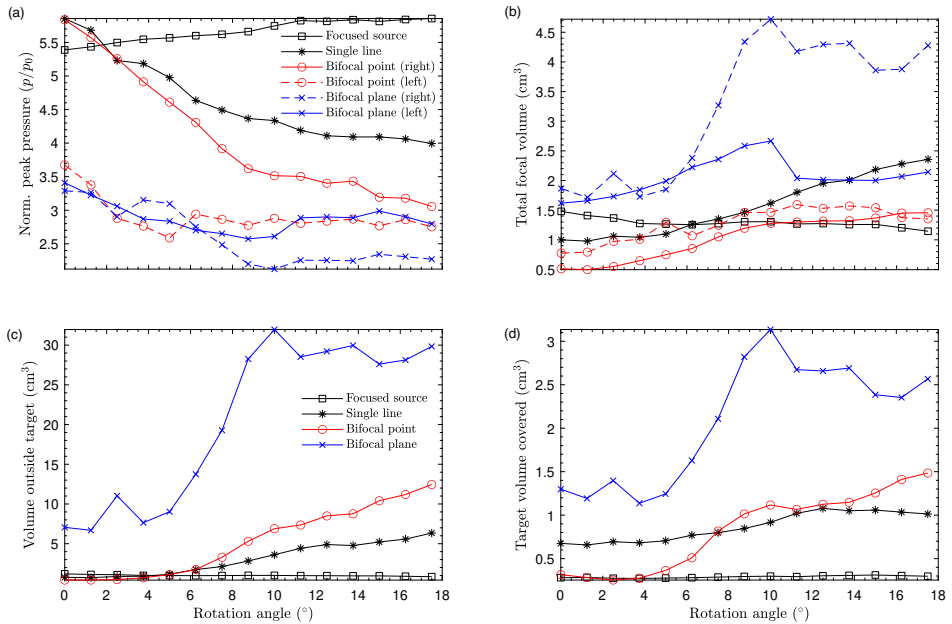 (a)
Norm. peak pressure (p/p0)
5.5
5
4.5
4
3.5
3
2.5
Focused source
Single line
Bifocal point (right)
Bifocal point (left)
Bifocal plane (right)
Bifocal plane (left)
(b)
Total focal volume (cm³)
4.5
4
3.5
3
2.5
2
1.5
1
0.5
(c)
Volume outside target (cm³)
30
25
20
15
10
5
Focused source
Single line
Bifocal point
Bifocal plane
0 2 4 6 8 10 12 14 16 18
Rotation angle (°)
(d)
Target volume covered (cm³)
3
2.5
2
1.5
1
0.5
0 2 4 6 8 10 12 14 16 18
Rotation angle (°)